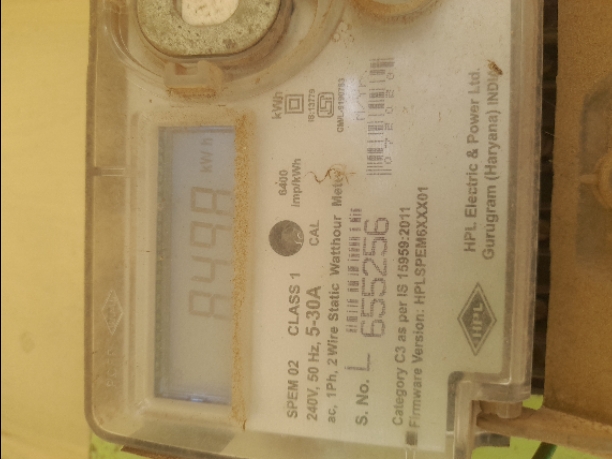 kWh
kWh
IS:13779
6400
imp/kWh
CAL
SPEM 02 CLASS 1
240V, 50 Hz, 5-30A
ac, 1Ph, 2 Wire Static Watthour Meter
S. No. L 655256
Category C3 as per IS 15959:2011
Firmware Version: HPLSPEM6XXX01
HPL
HPL Electric & Power Ltd.
Gurugram (Haryana) INDIA